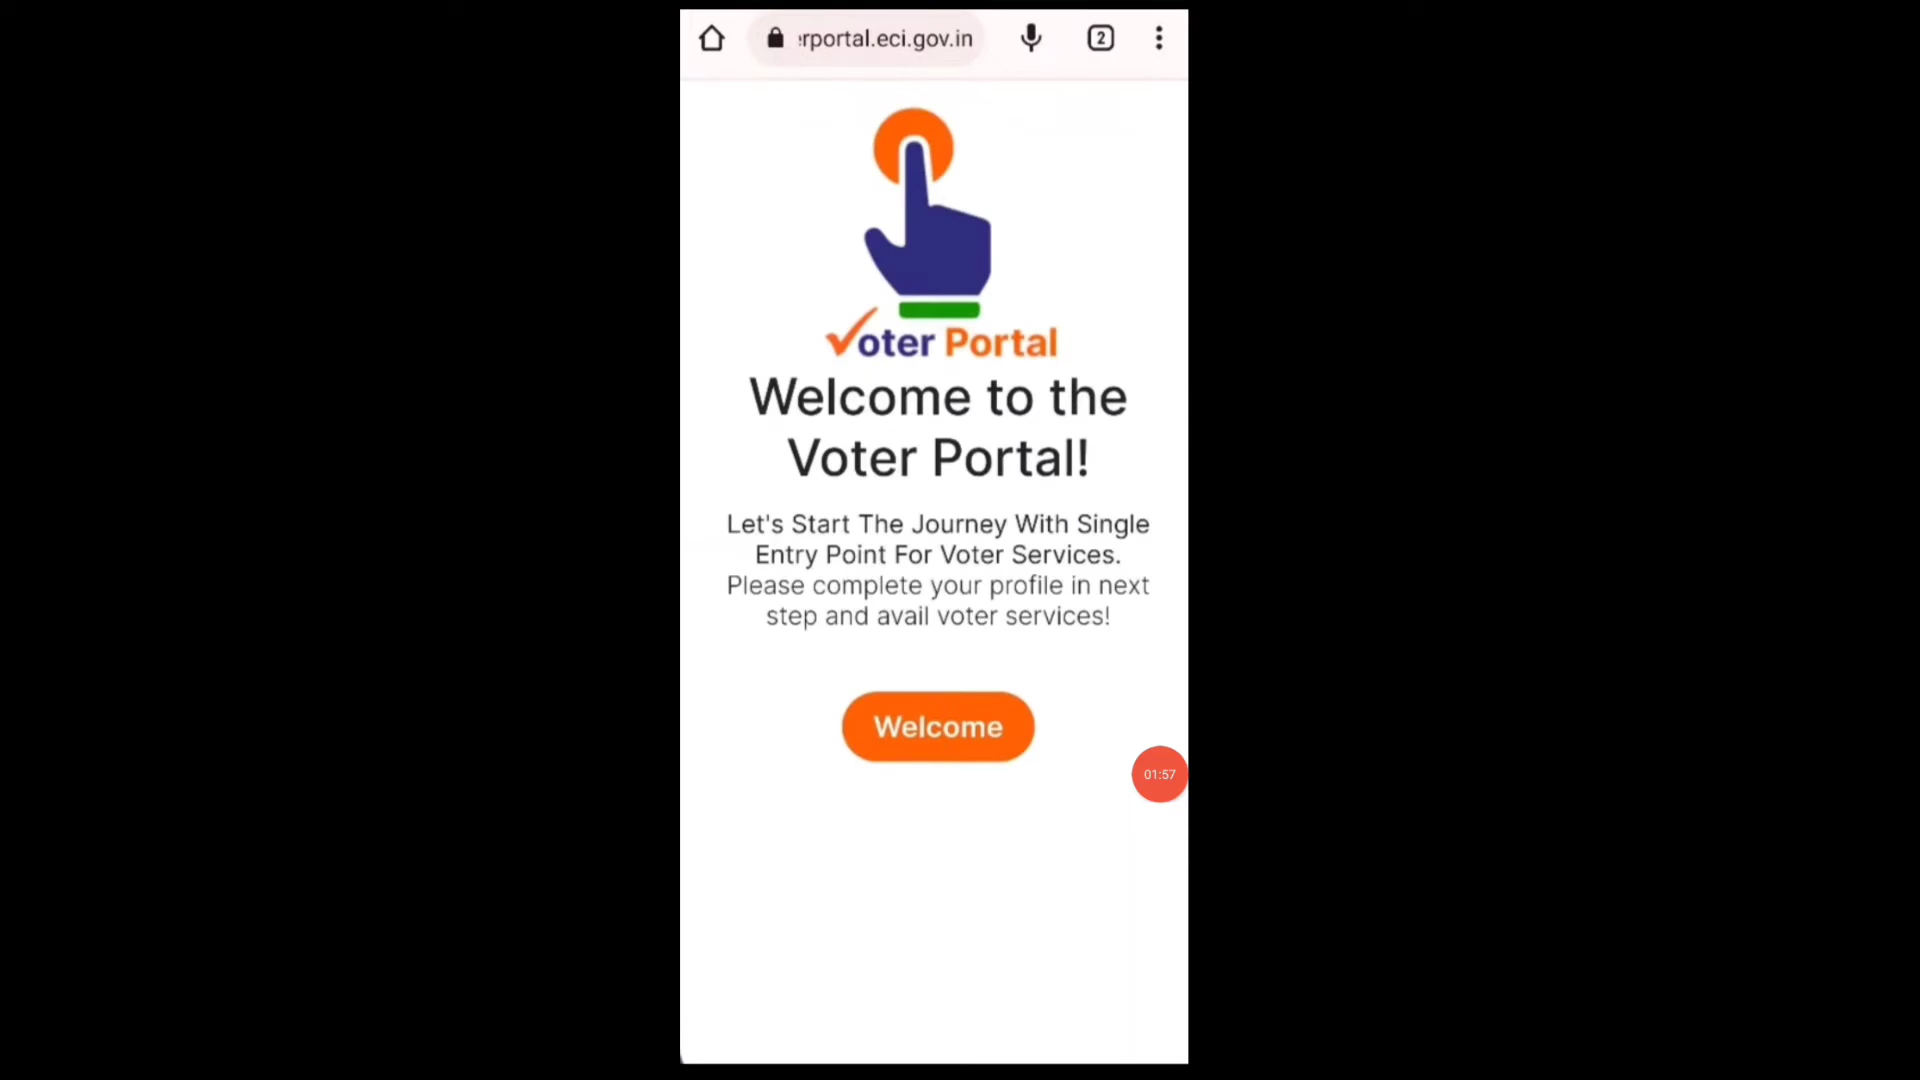 rportal.eci.gov.in
2
Voter Portal
Welcome to the
Voter Portal!
Let's Start The Journey With Single
Entry Point For Voter Services.
Please complete your profile in next
step and avail voter services!
Welcome
01:57